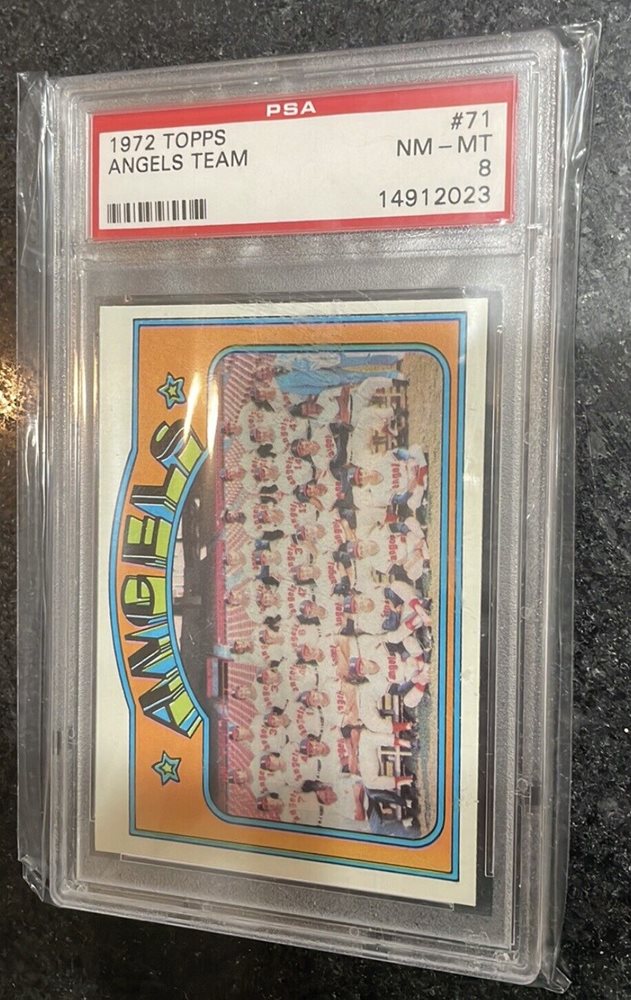 PSA
1972 TOPPS
ANGELS TEAM
#71
NM – MT
8
14912023
ANGELS